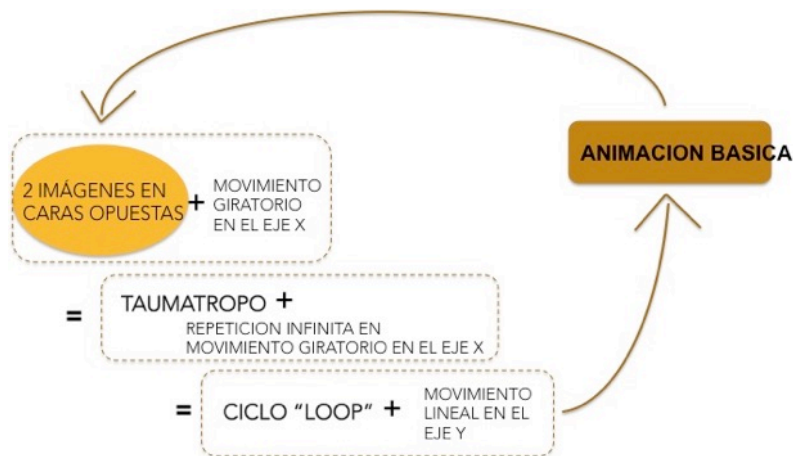 ANIMACION BASICA
2 IMÁGENES EN
CARAS OPUESTAS
+
MOVIMIENTO
GIRATORIO
EN EL EJE X
=
TAUMATROPO +
REPETICION INFINITA EN
MOVIMIENTO GIRATORIO EN EL EJE X
=
CICLO “LOOP” +
MOVIMIENTO
LINEAL EN EL
EJE Y